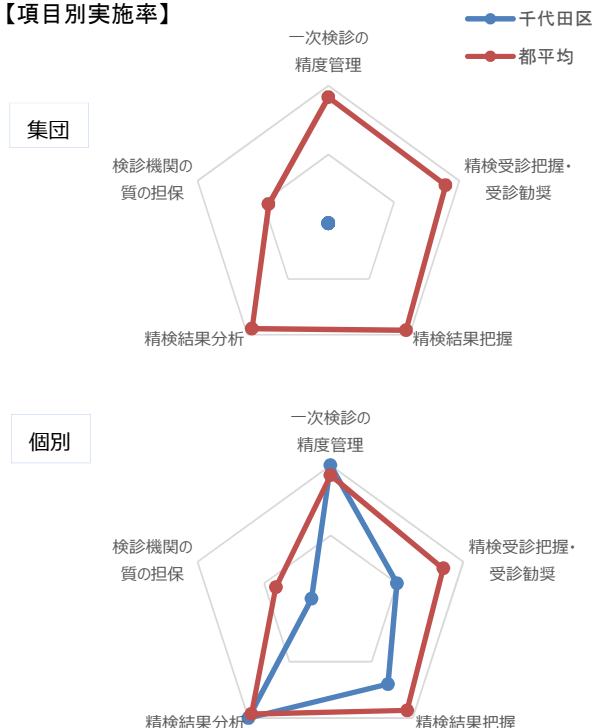 【項目別実施率】
千代田区
都平均
集団
一次検診の
精度管理
検診機関の
質の担保
精検受診把握・
受診勧奨
精検結果分析
精検結果把握
個別
一次検診の
精度管理
検診機関の
質の担保
精検受診把握・
受診勧奨
精検結果分析
精検結果把握